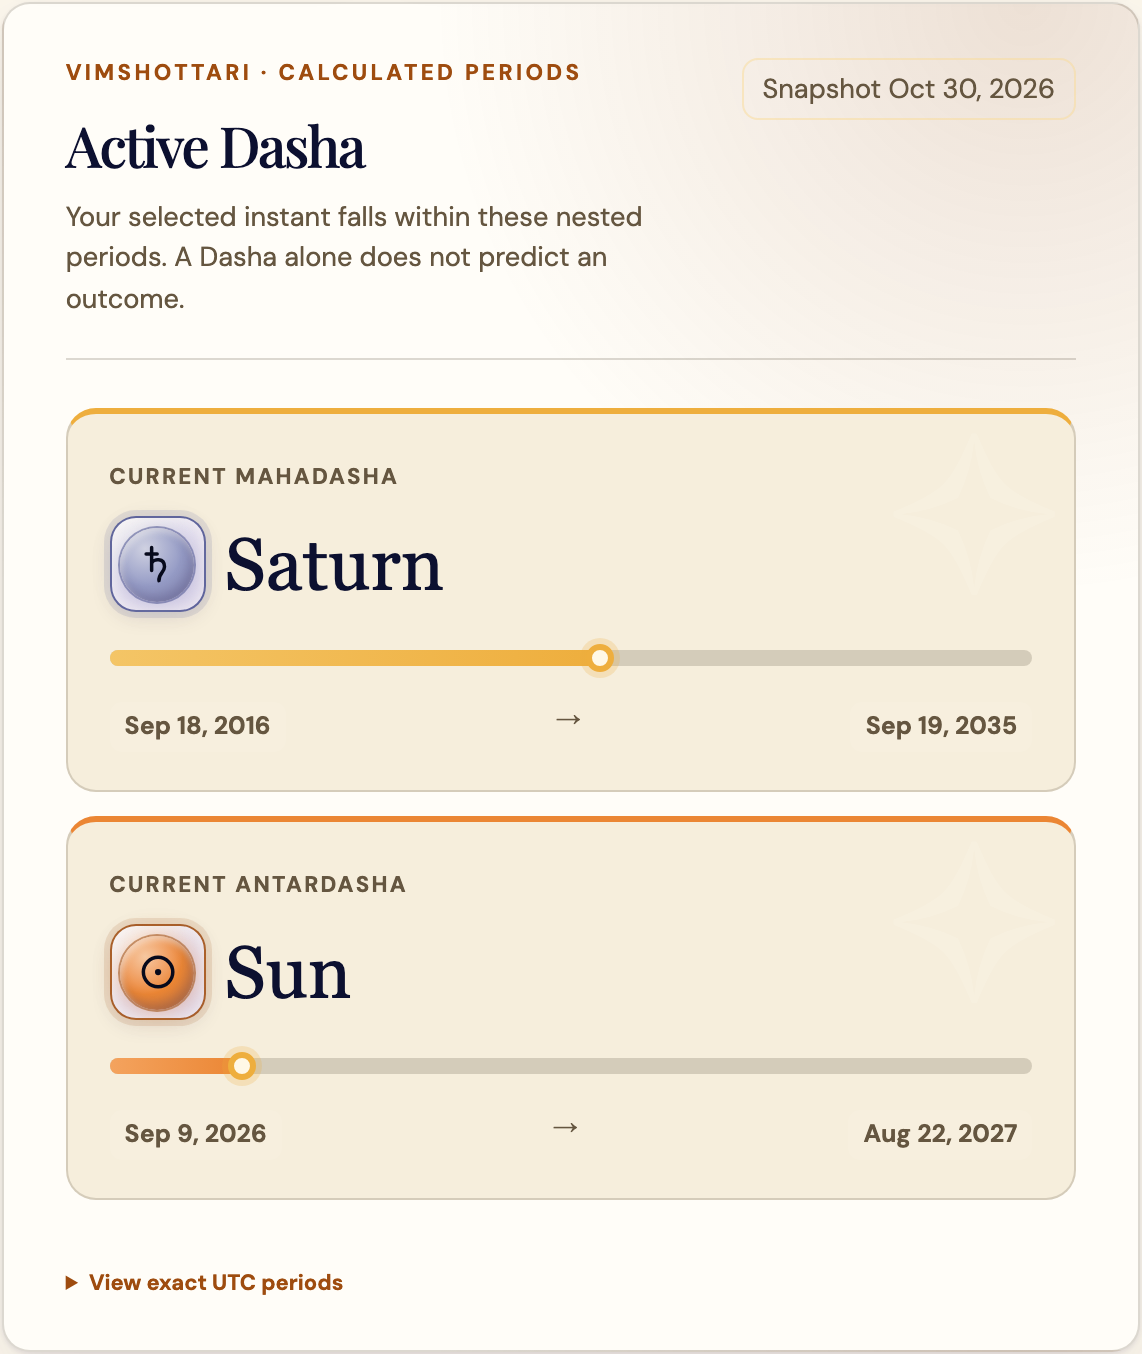 VIMSHOTTARI · CALCULATED PERIODS
Snapshot Oct 30, 2026
Active Dasha
Your selected instant falls within these nested
periods. A Dasha alone does not predict an
outcome.
CURRENT MAHADASHA
♄ Saturn
Sep 18, 2016 → Sep 19, 2035
CURRENT ANTARDASHA
☉ Sun
Sep 9, 2026 → Aug 22, 2027
▶ View exact UTC periods